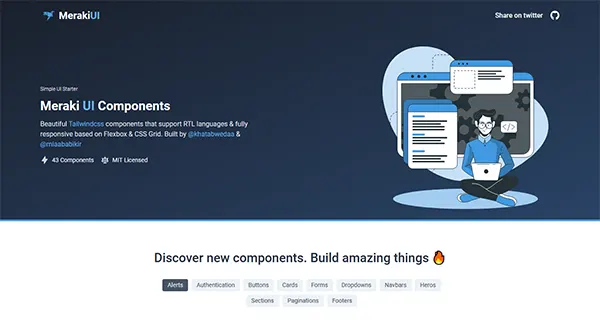 MerakiUI
Share on twitter
Simple UI Starter
Meraki UI Components
Beautiful Tailwindcss components that support RTL languages & fully
responsive based on Flexbox & CSS Grid. Built by @khatabwedaa &
@miaababikir
43 Components MIT Licensed
Discover new components. Build amazing things 🔥
Alerts Authentication Buttons Cards Forms Dropdowns Navbars Heros
Sections Paginations Footers